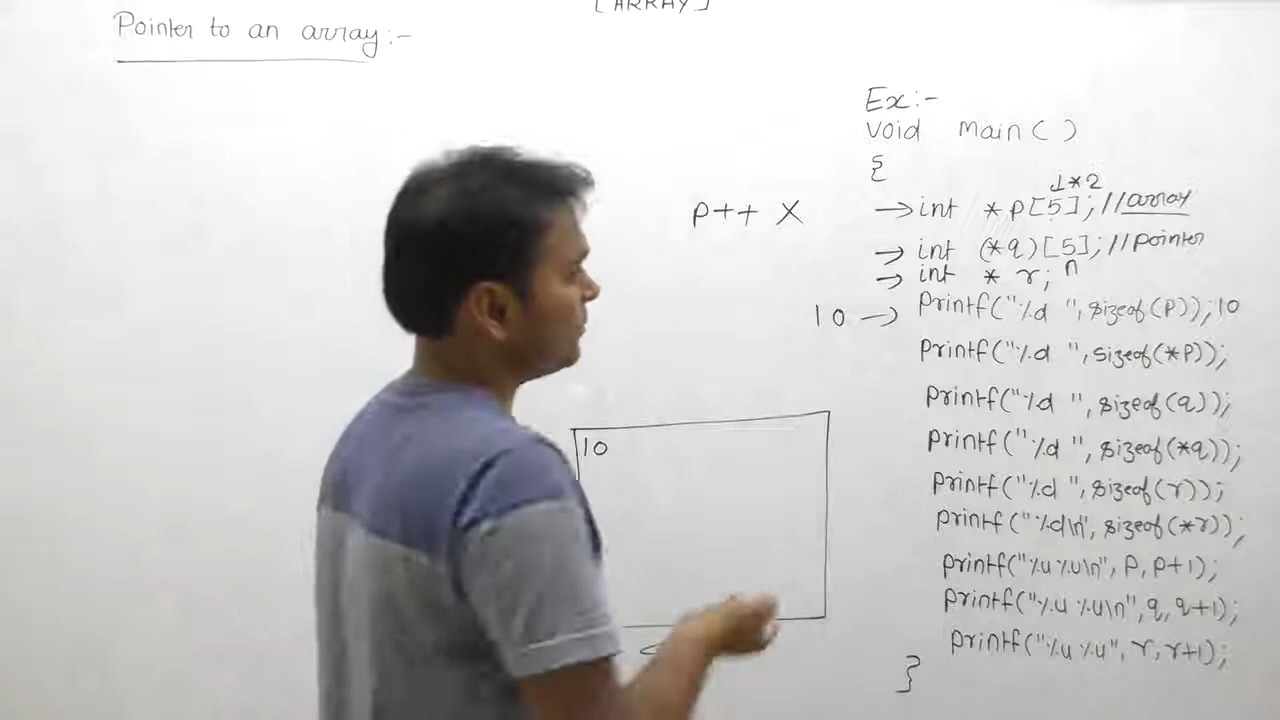 [ARRAY]
Pointer to an array:-
Ex:-
void main( )
{
1*2
p++ X
→int *p[5]; //array
→ int (*q)[5]; //pointer
→ int * r; n
10 → Printf("%d ", sizeof(p)); 10
Printf("%d ", sizeof(*p));
Printf("%d ", sizeof(q));
10
Printf("%d ", sizeof(*q));
Printf("%d ", sizeof(r));
Printf("%d\n", sizeof(*r));
Printf("%u %u\n", p, p+1);
Printf("%u %u\n", q, q+1);
Printf("%u %u", r, r+1);
}